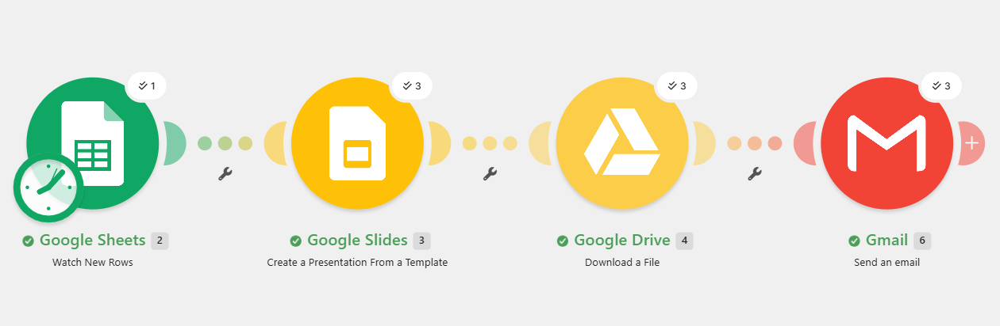 1
3
3
3
Google Sheets 2
Google Slides 3
Google Drive 4
Gmail 6
Watch New Rows
Create a Presentation From a Template
Download a File
Send an email